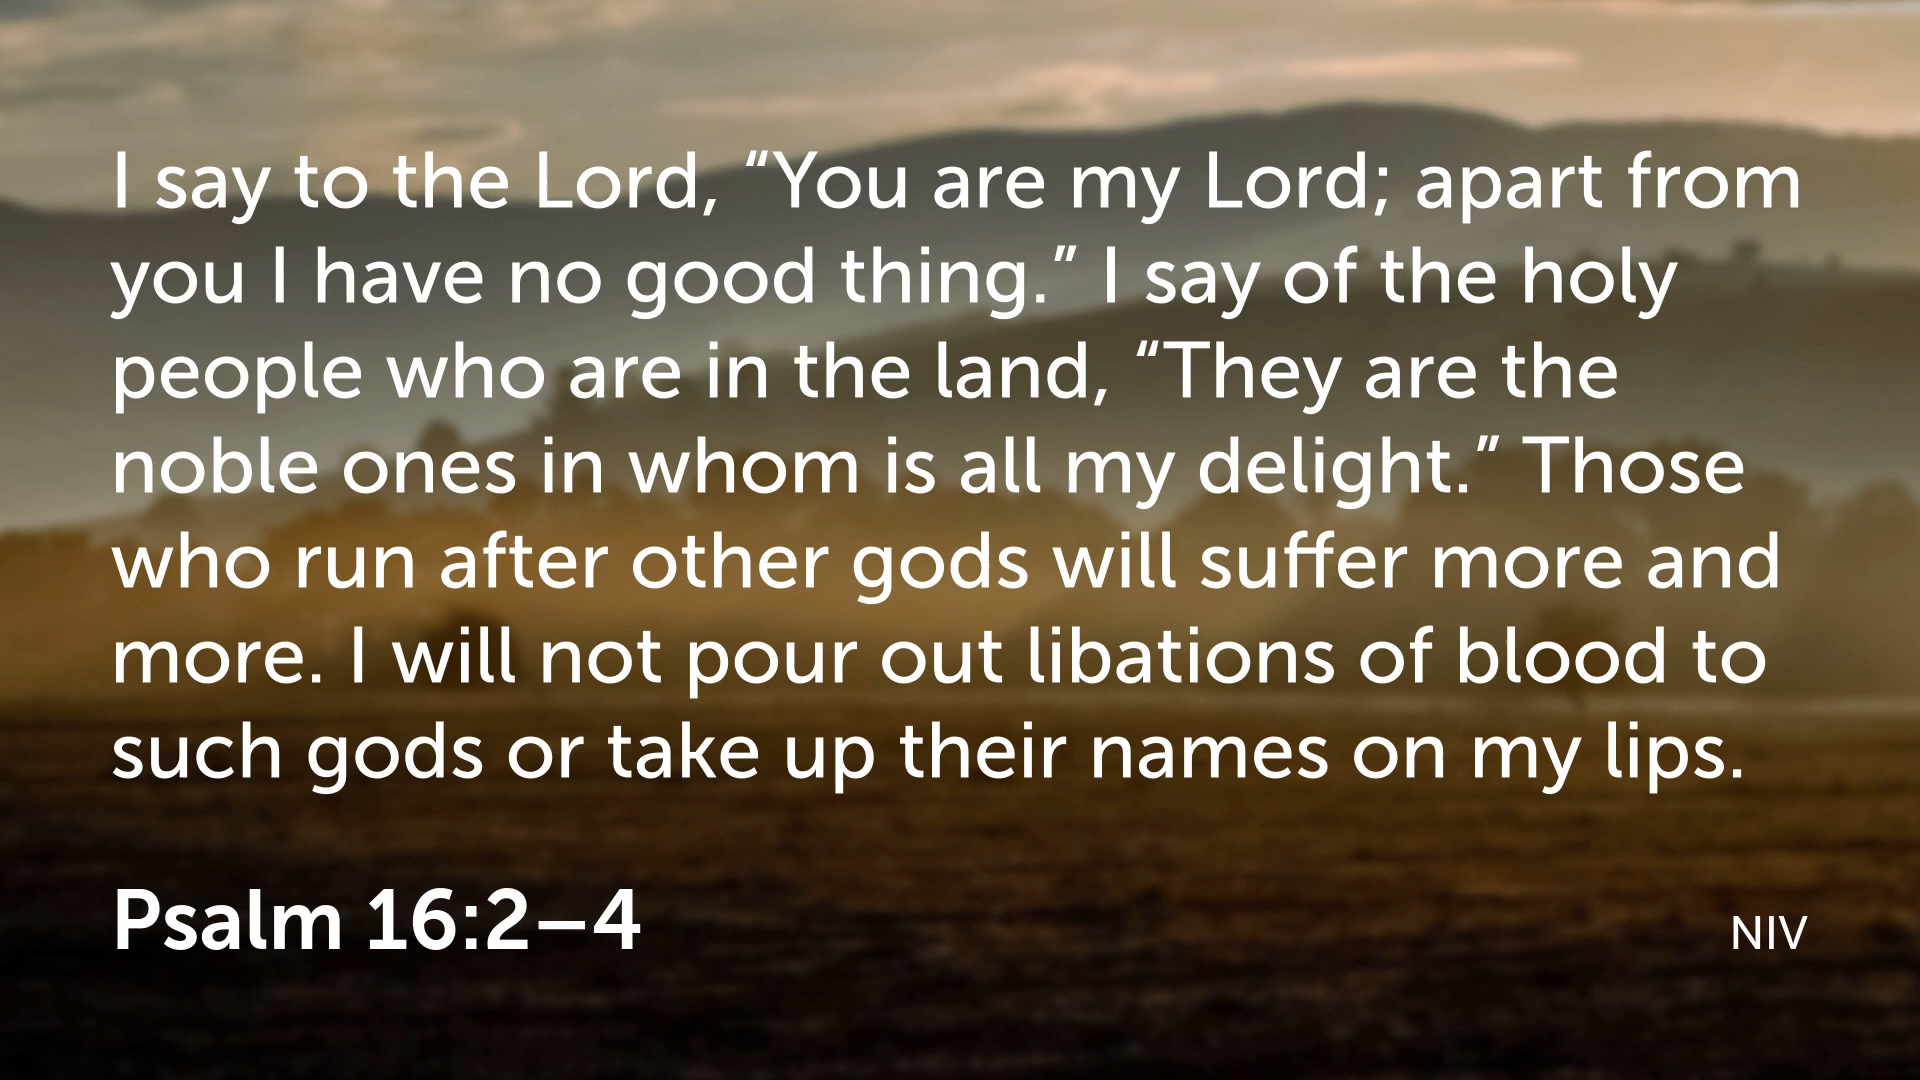 I say to the Lord, “You are my Lord; apart from
you I have no good thing.” I say of the holy
people who are in the land, “They are the
noble ones in whom is all my delight.” Those
who run after other gods will suffer more and
more. I will not pour out libations of blood to
such gods or take up their names on my lips.
Psalm 16:2–4
NIV